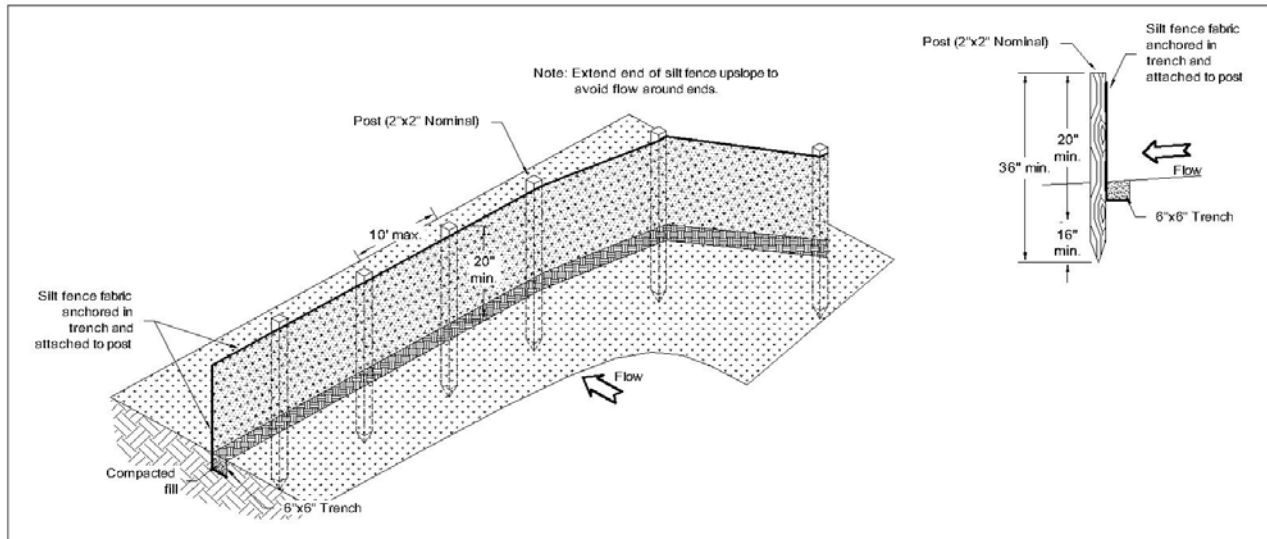 Note: Extend end of silt fence upslope to
avoid flow around ends.
Post (2"x2" Nominal)
10' max.
20"
min.
Silt fence fabric
anchored in
trench and
attached to post
Flow
Compacted
fill
6"x6" Trench
Post (2"x2" Nominal)
Silt fence fabric
anchored in
trench and
attached to post
20"
min.
36" min.
Flow
6"x6" Trench
16"
min.